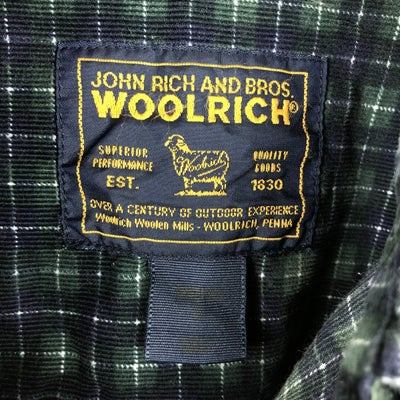 JOHN RICH AND BROS.
WOOLRICH®
SUPERIOR PERFORMANCE
Woolrich
QUALITY GOODS
EST. 1830
OVER A CENTURY OF OUTDOOR EXPERIENCE
Woolrich Woolen Mills - WOOLRICH, PENNA